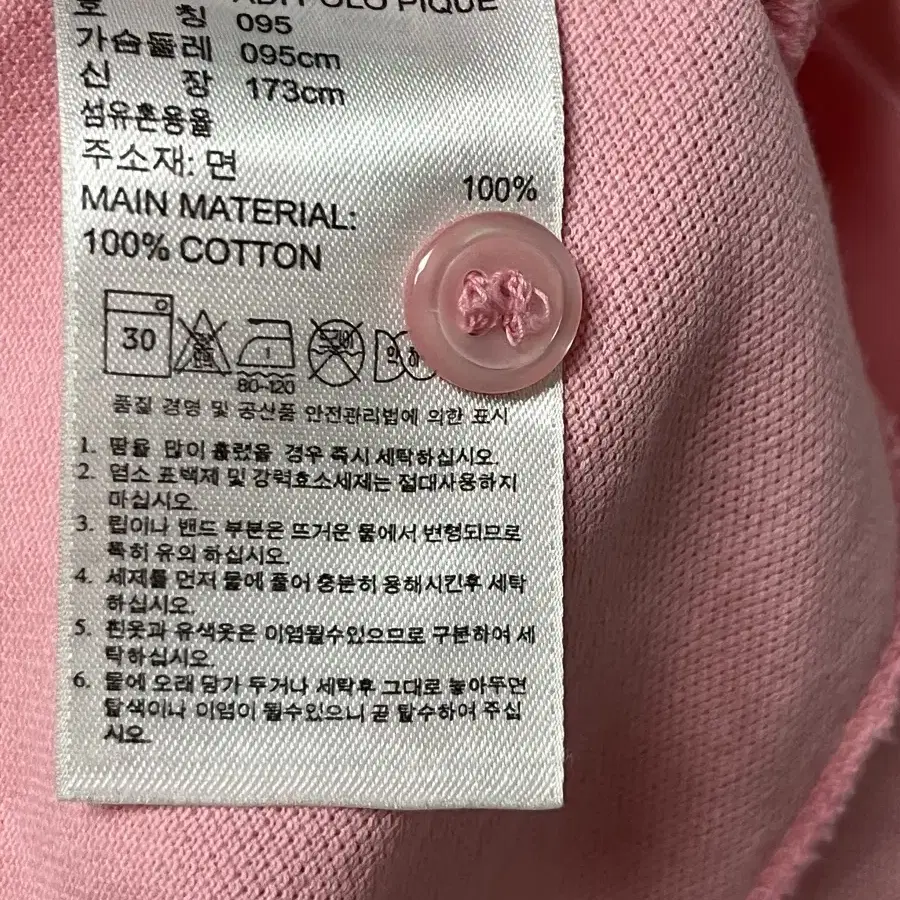 POLO PIQUE
호 칭 095
가슴둘레 095cm
신 장 173cm
섬유혼용율
주소재: 면 100%
MAIN MATERIAL:
100% COTTON
30
80~120
품질 경영 및 공산품 안전관리법에 의한 표시
1. 땀을 많이 흘렸을 경우 즉시 세탁하십시오.
2. 염소 표백제 및 강력효소세제는 절대사용하지
마십시오.
3. 립이나 밴드 부분은 뜨거운 물에서 변형되므로
특히 유의 하십시오.
4. 세제를 먼저 물에 풀어 충분히 용해시킨후 세탁
하십시오.
5. 흰옷과 유색옷은 이염될수있으므로 구분하여 세
탁하십시오.
6. 물에 오래 담가 두거나 세탁후 그대로 놓아두면
탈색이나 이염이 될수있으니 곧 탈수하여 주십
시오.